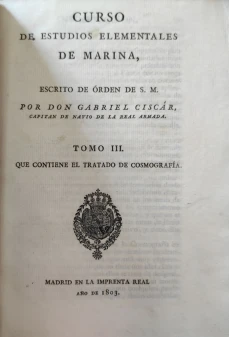 CURSO
DE ESTUDIOS ELEMENTALES
DE MARINA,
ESCRITO DE ÓRDEN DE S. M.
POR DON GABRIEL CISCÁR,
CAPITAN DE NAVIO DE LA REAL ARMADA.
TOMO III.
QUE CONTIENE EL TRATADO DE COSMOGRAFÍA.
MADRID EN LA IMPRENTA REAL
AÑO DE 1803.